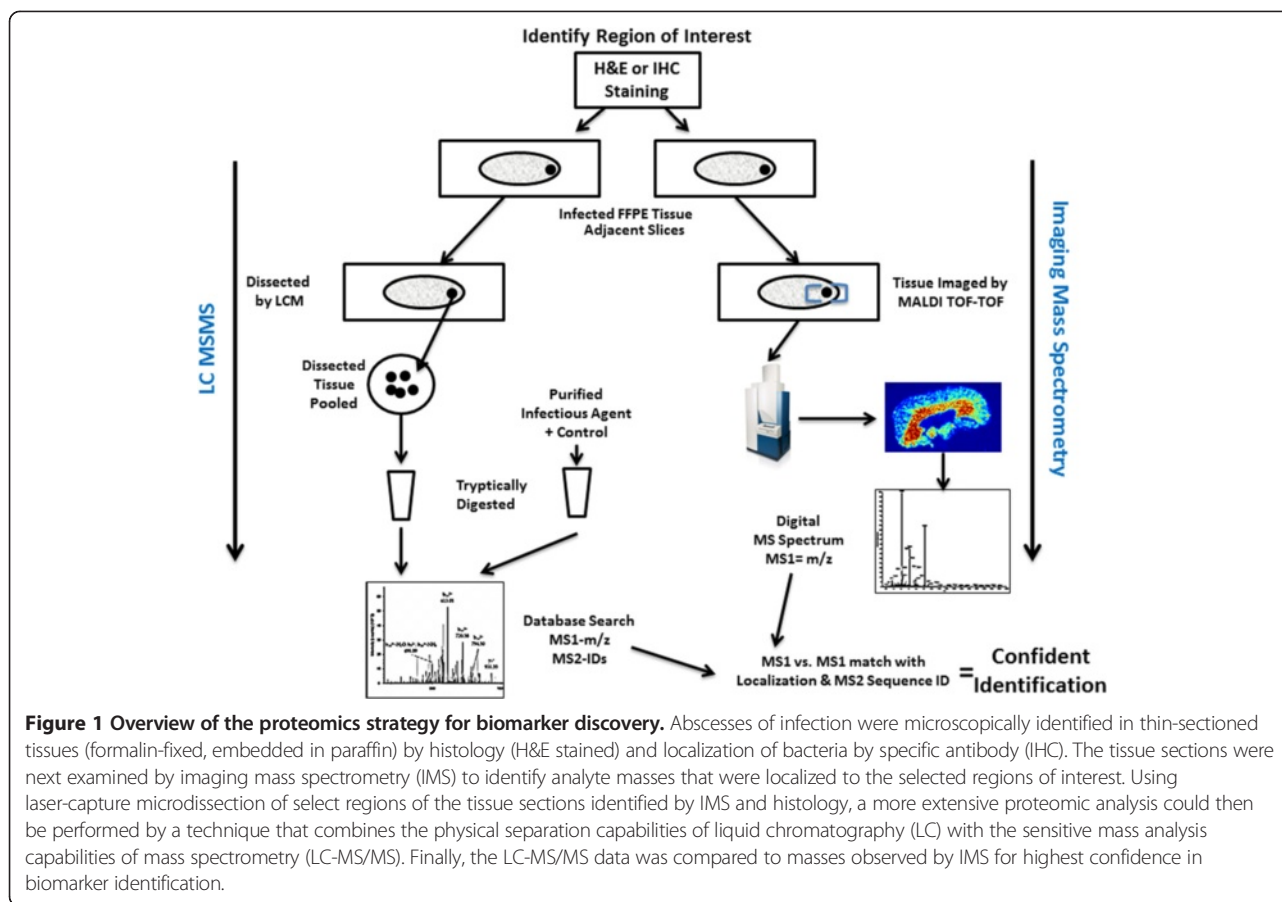 Identify Region of Interest
H&E or IHC
Staining
Infected FFPE Tissue
Adjacent Slices
LC MSMS
Dissected
by LCM
Tissue Imaged by
MALDI TOF-TOF
Imaging Mass Spectrometry
Dissected
Tissue
Pooled
Purified
Infectious Agent
+ Control
Tryptically
Digested
Digital
MS Spectrum
MS1= m/z
Database Search
MS1-m/z
MS2-IDs
MS1 vs. MS1 match with
Localization & MS2 Sequence ID
=
Confident
Identification
Figure 1 Overview of the proteomics strategy for biomarker discovery. Abscesses of infection were microscopically identified in thin-sectioned
tissues (formalin-fixed, embedded in paraffin) by histology (H&E stained) and localization of bacteria by specific antibody (IHC). The tissue sections were
next examined by imaging mass spectrometry (IMS) to identify analyte masses that were localized to the selected regions of interest. Using
laser-capture microdissection of select regions of the tissue sections identified by IMS and histology, a more extensive proteomic analysis could then
be performed by a technique that combines the physical separation capabilities of liquid chromatography (LC) with the sensitive mass analysis
capabilities of mass spectrometry (LC-MS/MS). Finally, the LC-MS/MS data was compared to masses observed by IMS for highest confidence in
biomarker identification.